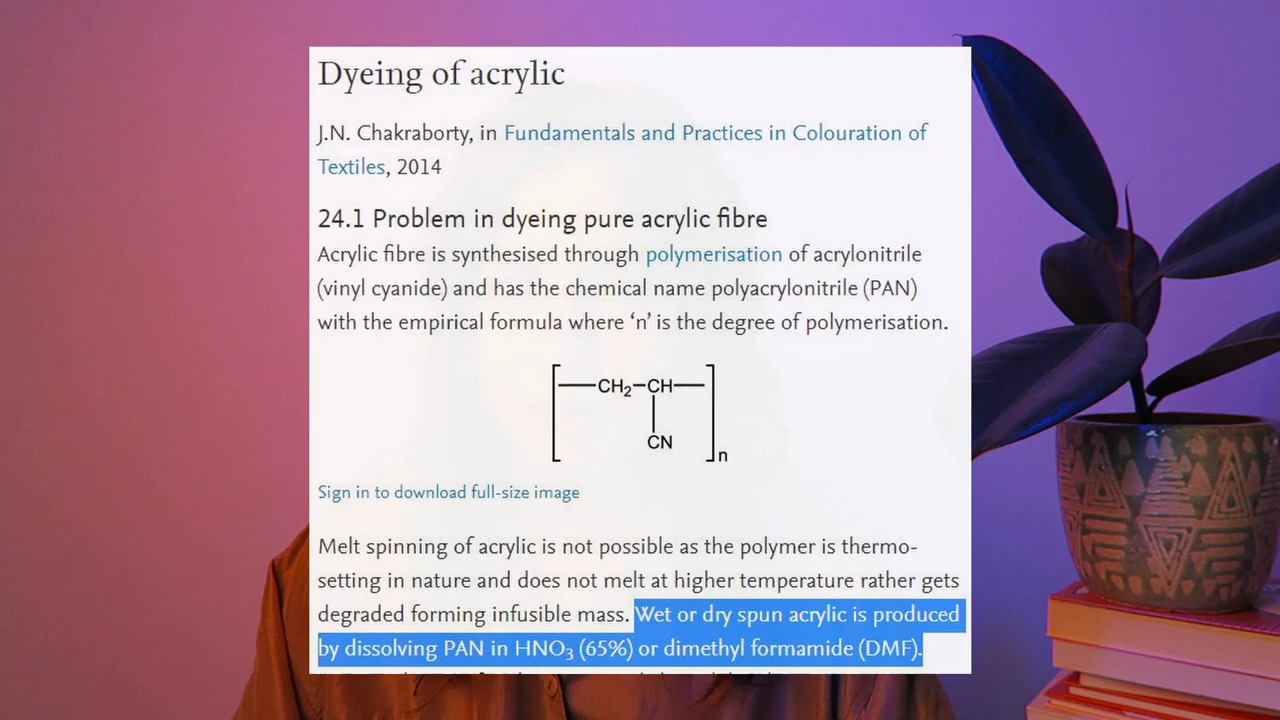 Dyeing of acrylic
J.N. Chakraborty, in Fundamentals and Practices in Colouration of
Textiles, 2014
24.1 Problem in dyeing pure acrylic fibre
Acrylic fibre is synthesised through polymerisation of acrylonitrile
(vinyl cyanide) and has the chemical name polyacrylonitrile (PAN)
with the empirical formula where ‘n’ is the degree of polymerisation.
CH₂–CH
CN
n
Sign in to download full-size image
Melt spinning of acrylic is not possible as the polymer is thermo-
setting in nature and does not melt at higher temperature rather gets
degraded forming infusible mass. Wet or dry spun acrylic is produced
by dissolving PAN in HNO₃ (65%) or dimethyl formamide (DMF).